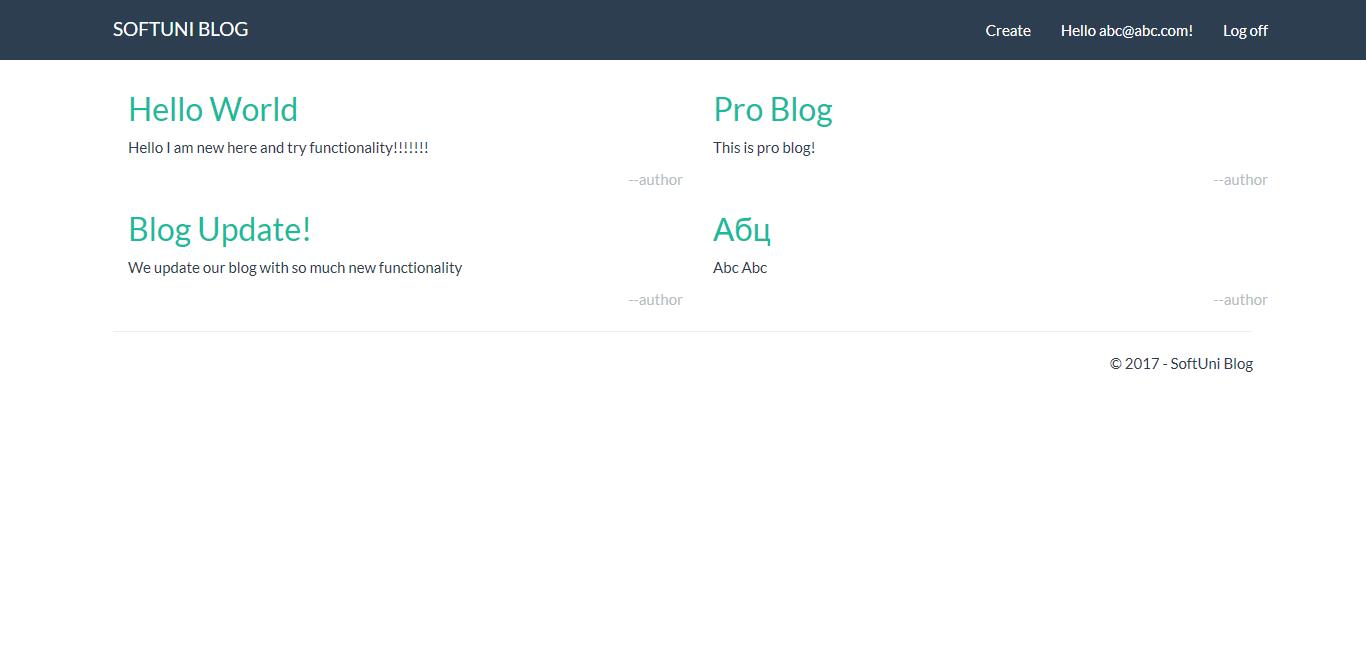 SOFTUNI BLOG
Create Hello abc@abc.com! Log off
Hello World
Hello I am new here and try functionality!!!!!!!
--author
Pro Blog
This is pro blog!
--author
Blog Update!
We update our blog with so much new functionality
--author
Абц
Abc Abc
--author
© 2017 - SoftUni Blog